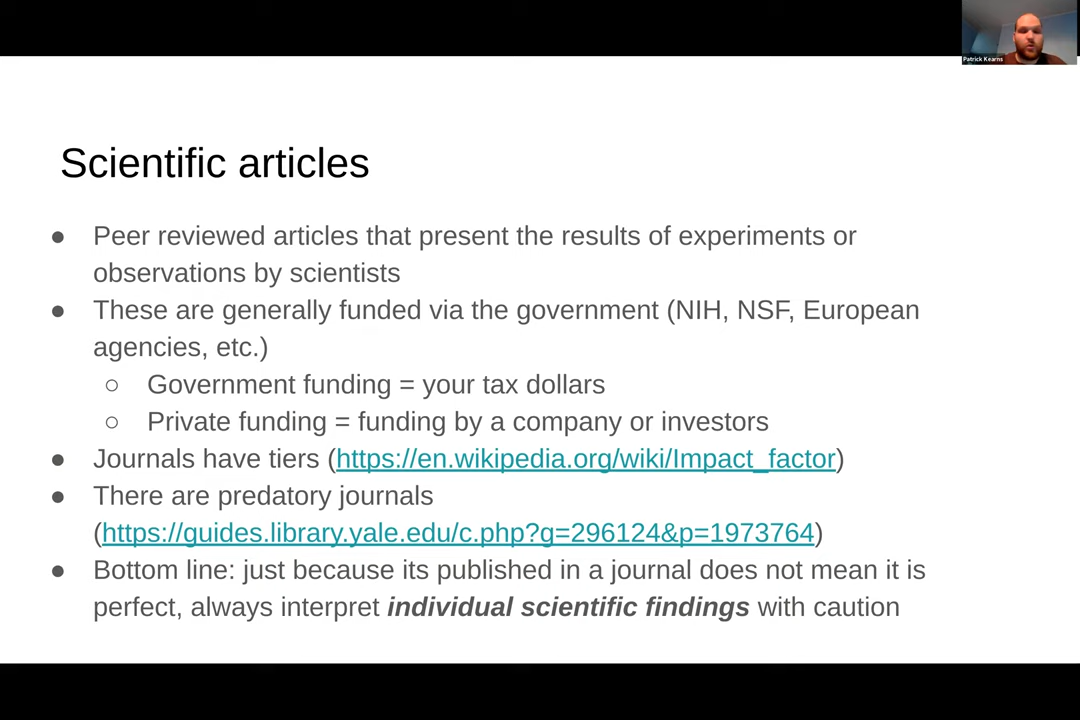 Patrick Kearns
Scientific articles
● Peer reviewed articles that present the results of experiments or
observations by scientists
● These are generally funded via the government (NIH, NSF, European
agencies, etc.)
○ Government funding = your tax dollars
○ Private funding = funding by a company or investors
● Journals have tiers (https://en.wikipedia.org/wiki/Impact_factor)
● There are predatory journals
(https://guides.library.yale.edu/c.php?g=296124&p=1973764)
● Bottom line: just because its published in a journal does not mean it is
perfect, always interpret individual scientific findings with caution